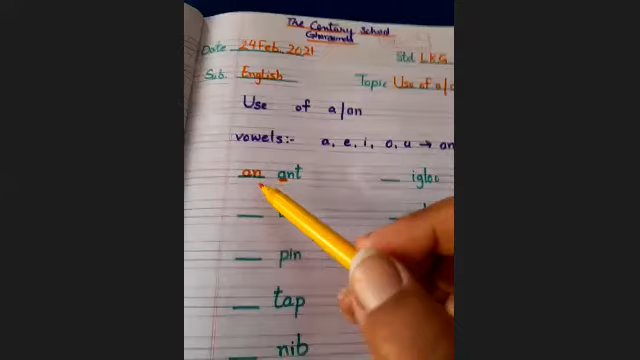 The Century School
Date 24 Feb. 2021 Std LKG
Sub. English Topic Use of a/a
Use of a/an
vowels:- a, e, i, o, u → an
an ant __ igloo
__
__ pin
__ tap
__ nib